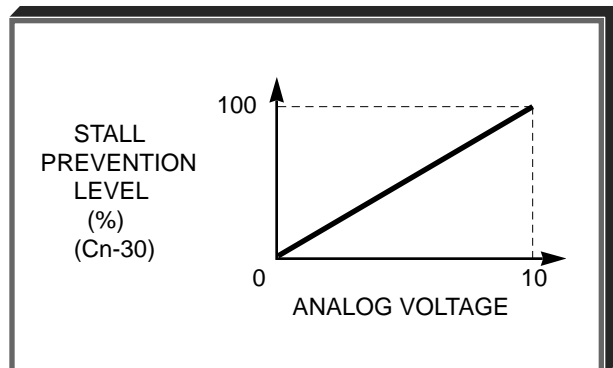 100
STALL
PREVENTION
LEVEL
(%)
(Cn-30)
0
10
ANALOG VOLTAGE